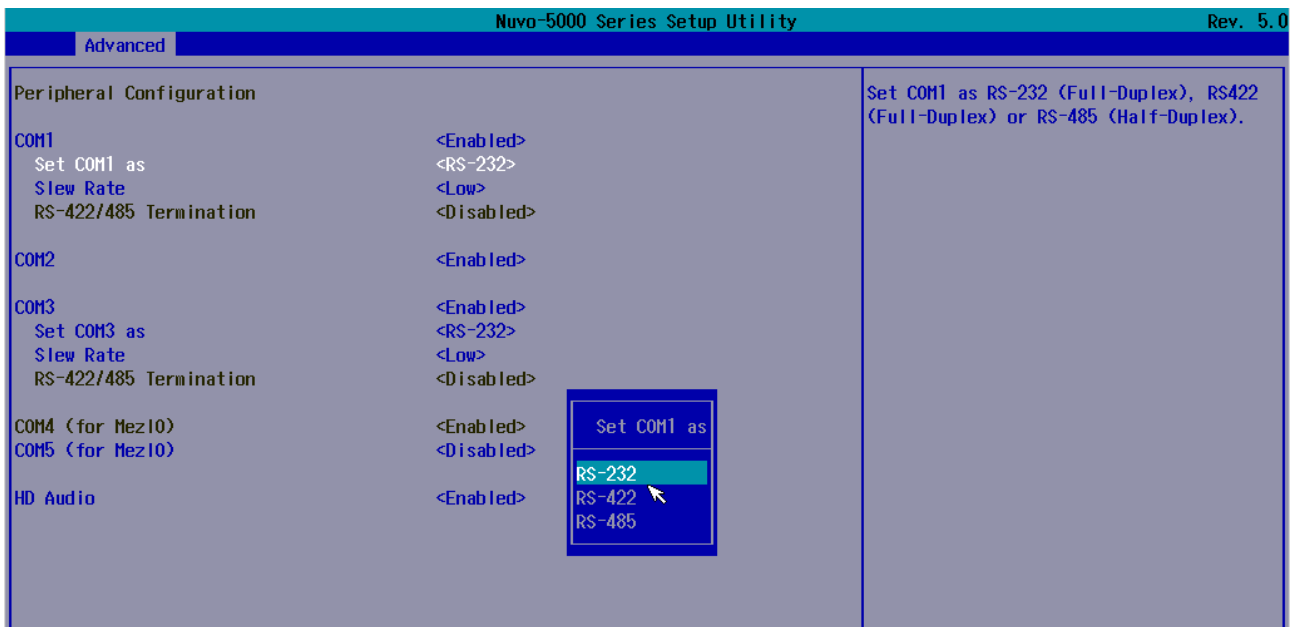 Nuvo-5000 Series Setup Utility Rev. 5.0
Advanced
Peripheral Configuration
COM1 <Enabled>
Set COM1 as <RS-232>
Slew Rate <Low>
RS-422/485 Termination <Disabled>
COM2 <Enabled>
COM3 <Enabled>
Set COM3 as <RS-232>
Slew Rate <Low>
RS-422/485 Termination <Disabled>
COM4 (for MezIO) <Enabled>
COM5 (for MezIO) <Disabled>
HD Audio <Enabled>
Set COM1 as
RS-232
RS-422
RS-485
Set COM1 as RS-232 (Full-Duplex), RS422
(Full-Duplex) or RS-485 (Half-Duplex).